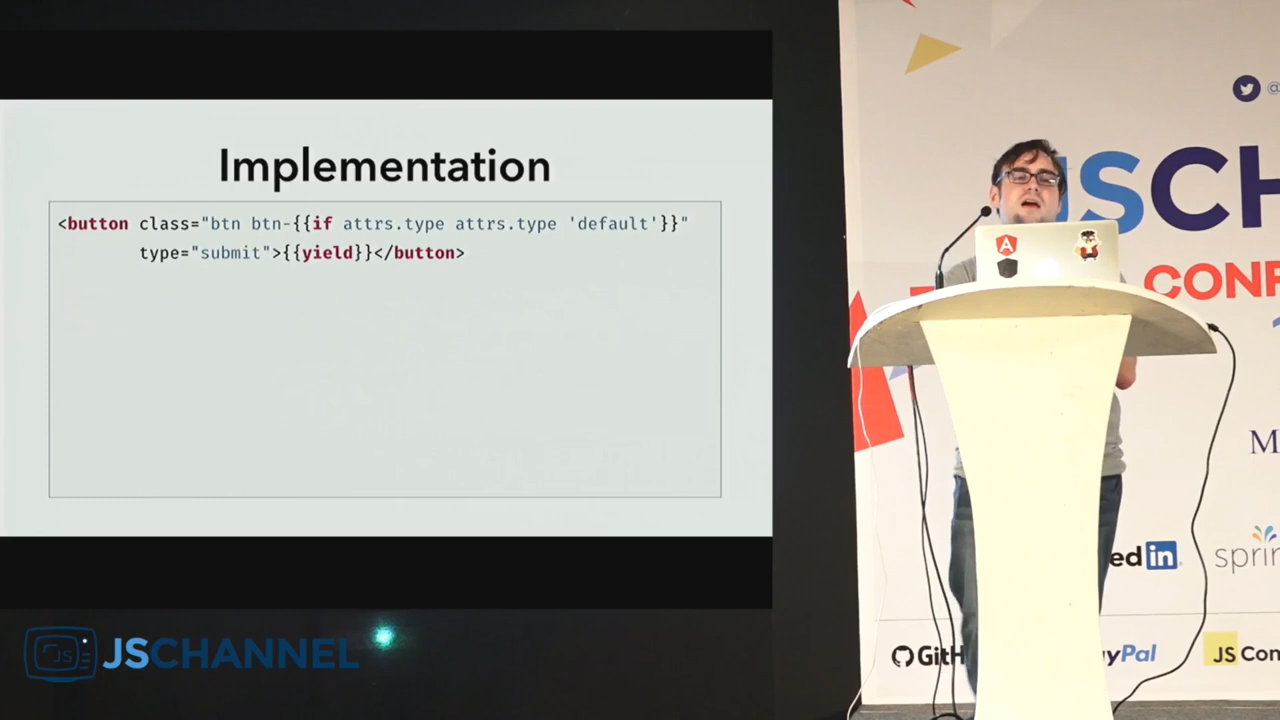 Implementation
<button class="btn btn-{{if attrs.type attrs.type 'default'}}"
type="submit">{{yield}}</button>
@
JSCH
CONF
M
edin
sprin
GitH
yPal
JS Con
JSCHANNEL